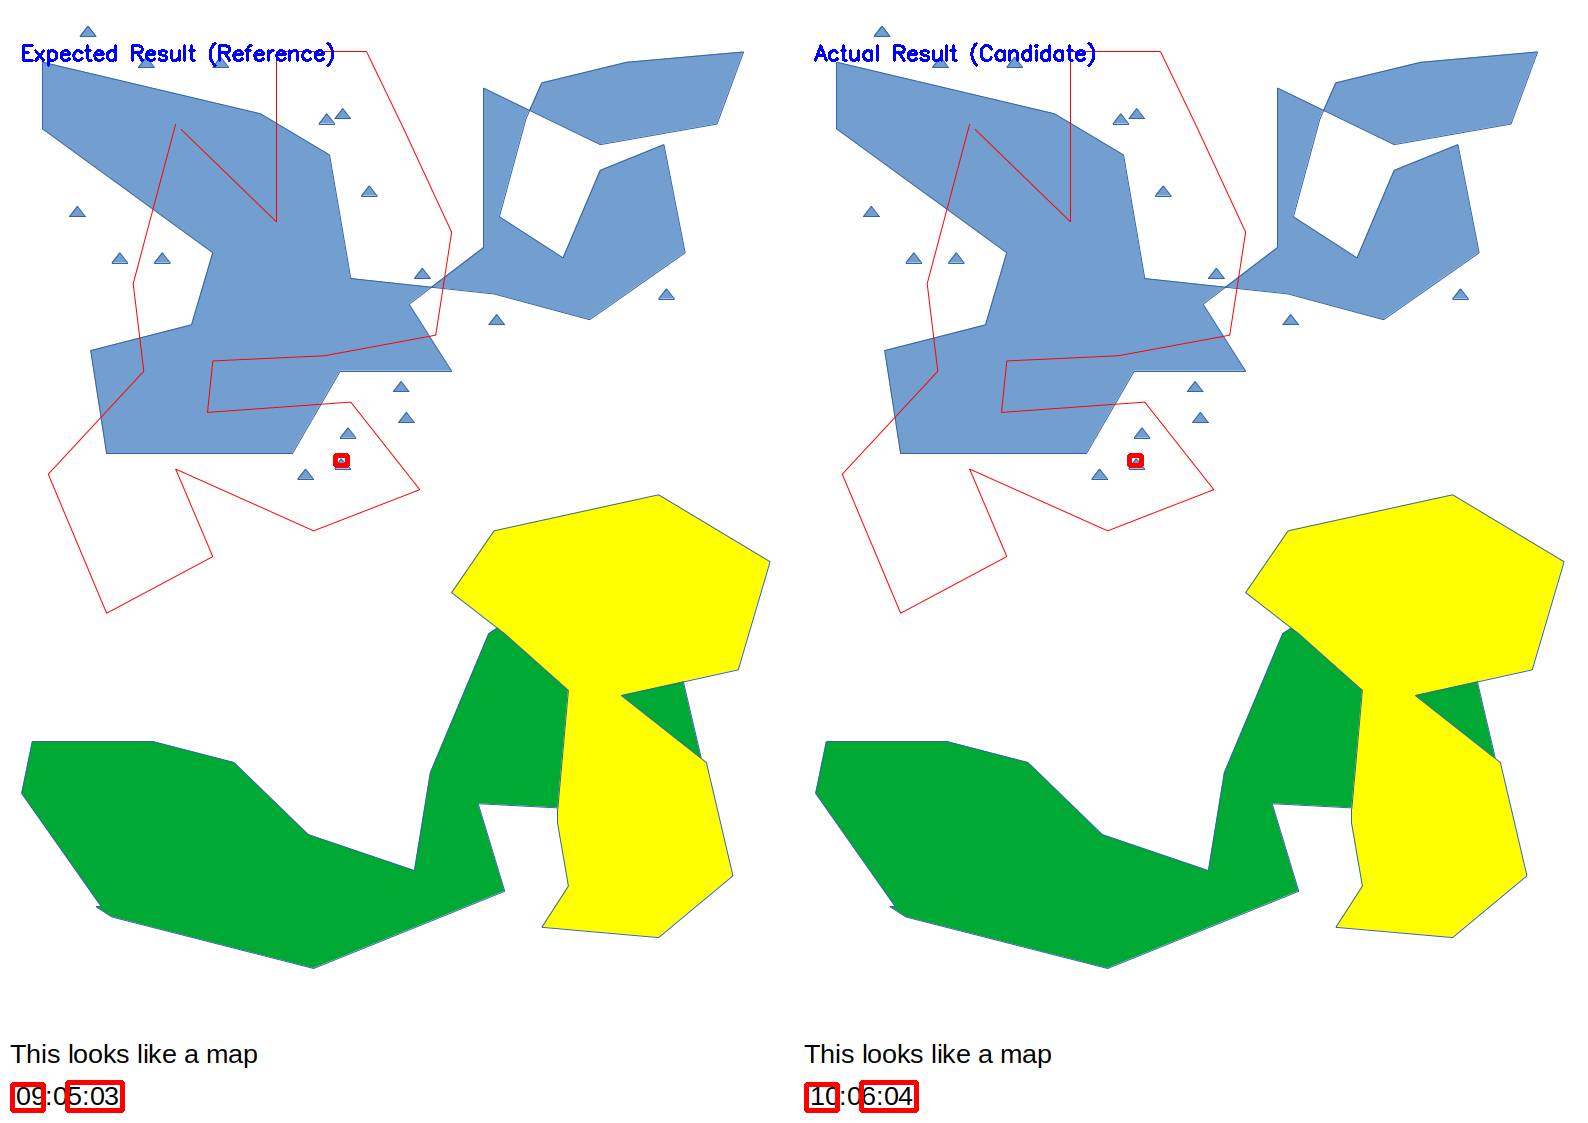 Expected Result (Reference)
Actual Result (Candidate)
This looks like a map
09:05:03
This looks like a map
10:06:04